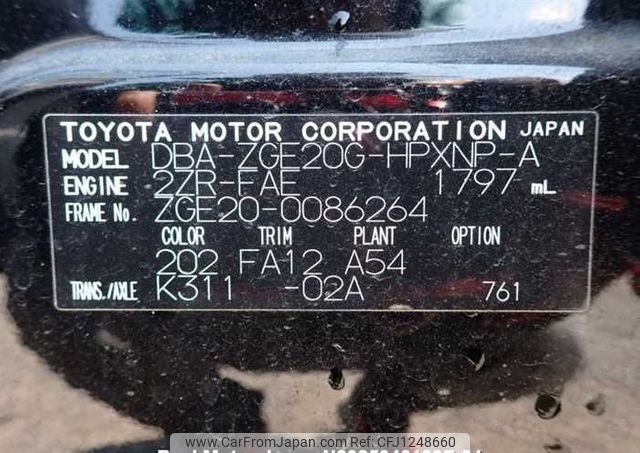 TOYOTA MOTOR CORPORATION JAPAN
MODEL DBA-ZGE20G-HPXNP-A
ENGINE 2ZR-FAE 1797 mL
FRAME No. ZGE20-0086264
COLOR TRIM PLANT OPTION
202 FA12 A54
TRANS./AXLE K311 -02A 761
www.CarFromJapan.com CFJ1248660